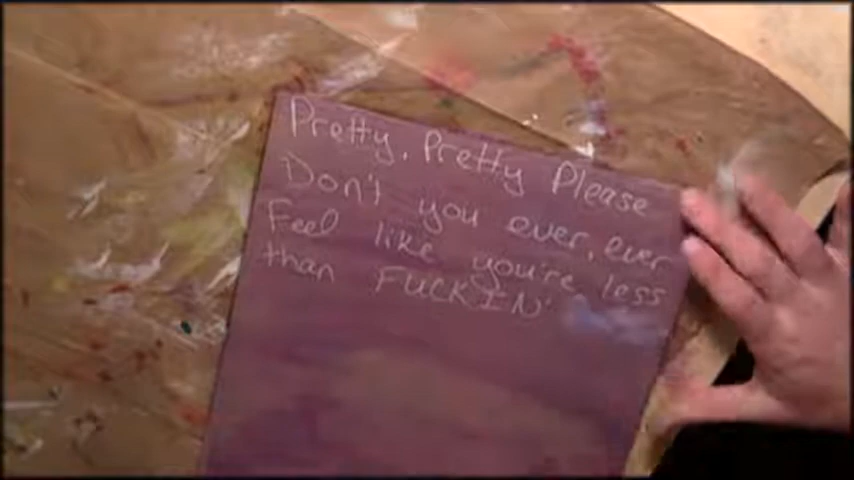 Pretty, Pretty Please
Don't you ever, ever
Feel like you're less
than FUCKIN'